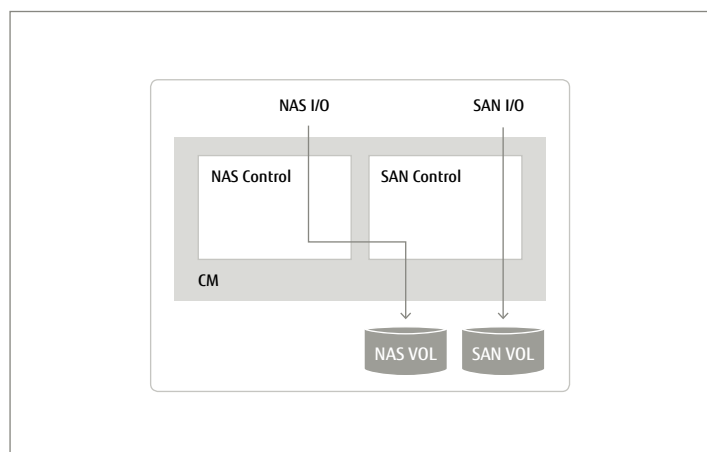 NAS I/O
SAN I/O
NAS Control
SAN Control
CM
NAS VOL
SAN VOL